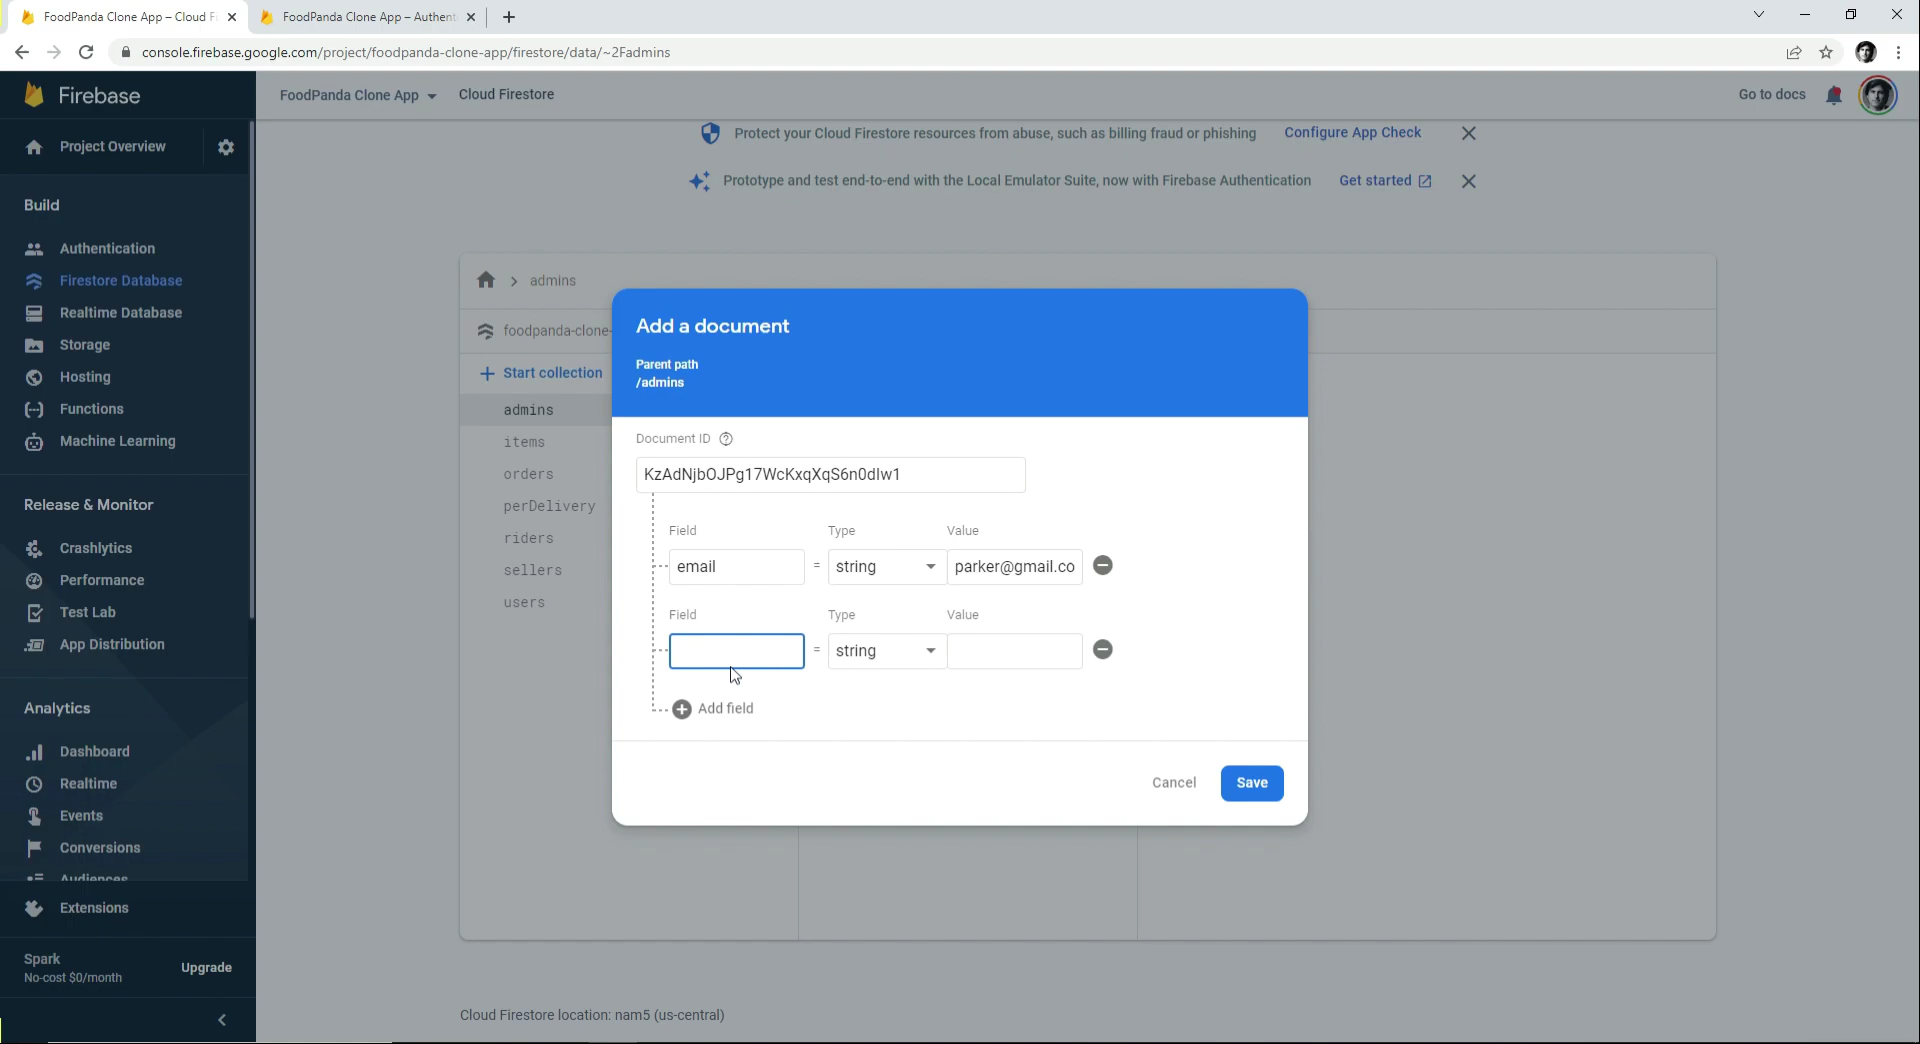 FoodPanda Clone App – Cloud Fi
FoodPanda Clone App – Authent
console.firebase.google.com/project/foodpanda-clone-app/firestore/data/~2Fadmins
Firebase
FoodPanda Clone App
Cloud Firestore
Go to docs
Protect your Cloud Firestore resources from abuse, such as billing fraud or phishing
Configure App Check
Prototype and test end-to-end with the Local Emulator Suite, now with Firebase Authentication
Get started
Project Overview
Build
Authentication
Firestore Database
Realtime Database
Storage
Hosting
Functions
Machine Learning
Release & Monitor
Crashlytics
Performance
Test Lab
App Distribution
Analytics
Dashboard
Realtime
Events
Conversions
Audiences
Extensions
Spark
No-cost $0/month
Upgrade
admins
foodpanda-clone-
Start collection
admins
items
orders
perDelivery
riders
sellers
users
Add a document
Parent path
/admins
Document ID
KzAdNjbOJPg17WcKxqXqS6n0dIw1
Field Type Value
email = string parker@gmail.co
Field Type Value
= string
Add field
Cancel
Save
Cloud Firestore location: nam5 (us-central)